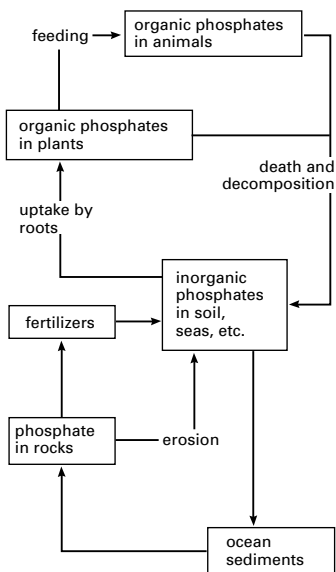 organic phosphates
in animals
feeding
organic phosphates
in plants
death and
decomposition
uptake by
roots
inorganic
phosphates
in soil,
seas, etc.
fertilizers
phosphate
in rocks
erosion
ocean
sediments